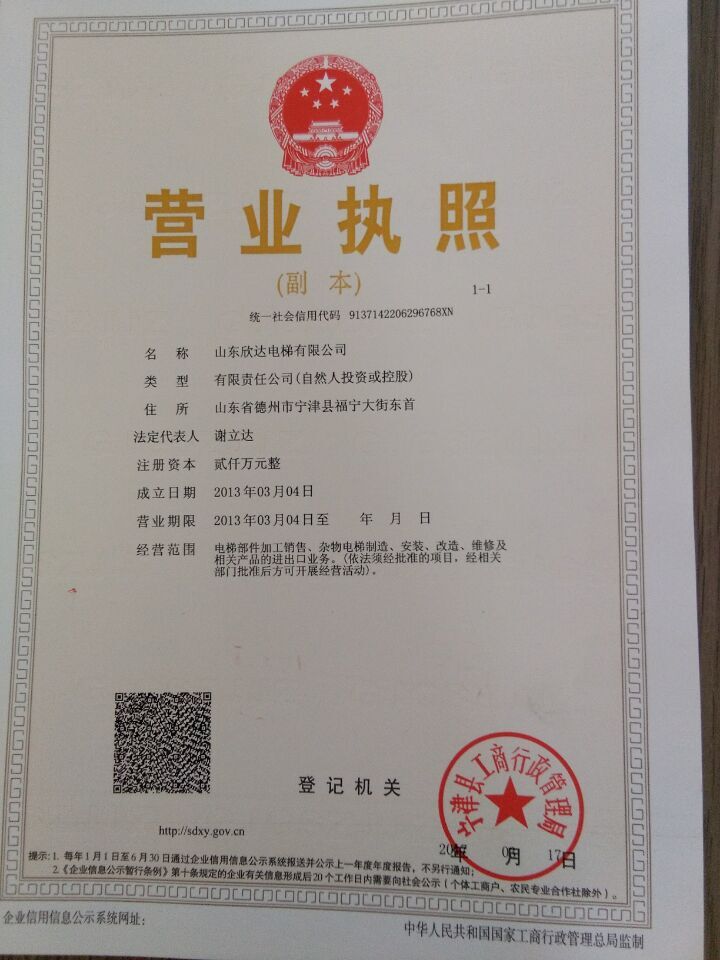 营业执照
(副 本)
1-1
统一社会信用代码 9137142206296768XN
名 称 山东欣达电梯有限公司
类 型 有限责任公司(自然人投资或控股)
住 所 山东省德州市宁津县福宁大街东首
法定代表人 谢立达
注册资本 贰仟万元整
成立日期 2013年03月04日
营业期限 2013年03月04日至 年 月 日
经营范围 电梯部件加工销售、杂物电梯制造、安装、改造、维修及
相关产品的进出口业务。(依法须经批准的项目，经相关
部门批准后方可开展经营活动)。
宁津县工商行政管理局
登记机关
年 月 17日
http://sdxy.gov.cn
提示:1. 每年1月1日至6月30日通过企业信用信息公示系统报送并公示上一年度年度报告，不另行通知；
2.《企业信息公示暂行条例》第十条规定的企业有关信息形成后20个工作日内需要向社会公示（个体工商户、农民专业合作社除外）。
企业信用信息公示系统网址：
中华人民共和国国家工商行政管理总局监制